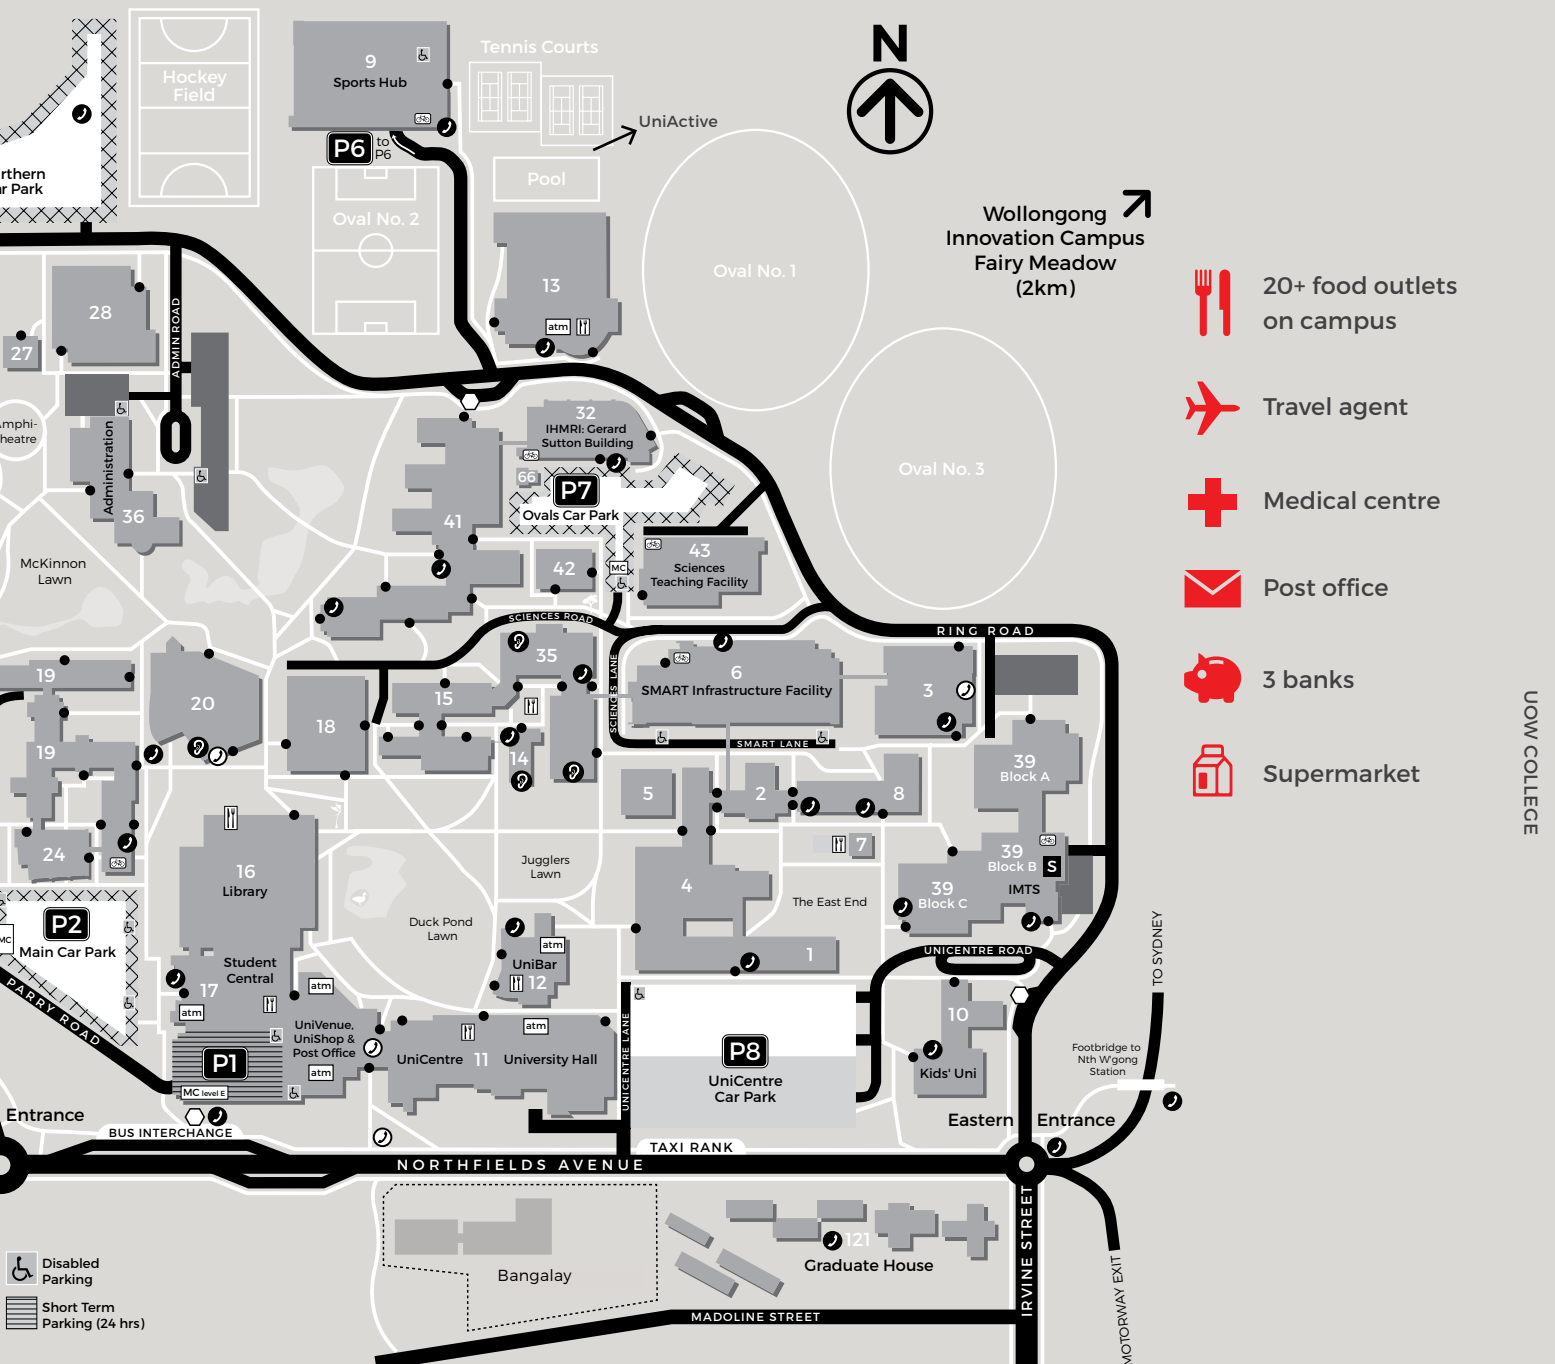 N
9
Sports Hub
Tennis Courts
Hockey
Field
UniActive
P6
to
P6
rthern
r Park
Pool
Oval No. 2
Oval No. 1
Wollongong
Innovation Campus
Fairy Meadow
(2km)
13
atm
28
27
ADMIN ROAD
20+ food outlets
on campus
Travel agent
Medical centre
Post office
3 banks
Supermarket
UOW COLLEGE
mphi-
heatre
Administration
36
32
IHMRI: Gerard
Sutton Building
66
P7
Ovals Car Park
Oval No. 3
41
42
MC
43
Sciences
Teaching Facility
McKinnon
Lawn
SCIENCES ROAD
RING ROAD
SCIENCES LANE
19
20
18
15
35
14
6
SMART Infrastructure Facility
SMART LANE
3
19
24
5
2
8
7
39
Block A
39
Block B
S
IMTS
39
Block C
16
Library
Jugglers
Lawn
Duck Pond
Lawn
4
The East End
1
UNICENTRE ROAD
P2
MC
Main Car Park
PARRY ROAD
Student
Central
17
atm
atm
UniVenue,
UniShop &
Post Office
atm
P1
MC level E
UniBar
12
atm
UniCentre
11
University Hall
atm
UNICENTRE LANE
P8
UniCentre
Car Park
10
Kids' Uni
TO SYDNEY
Footbridge to
Nth W'gong
Station
Entrance
BUS INTERCHANGE
Eastern
Entrance
TAXI RANK
NORTHFIELDS AVENUE
IRVINE STREET
MOTORWAY EXIT
Bangalay
121
Graduate House
MADOLINE STREET
Disabled
Parking
Short Term
Parking (24 hrs)